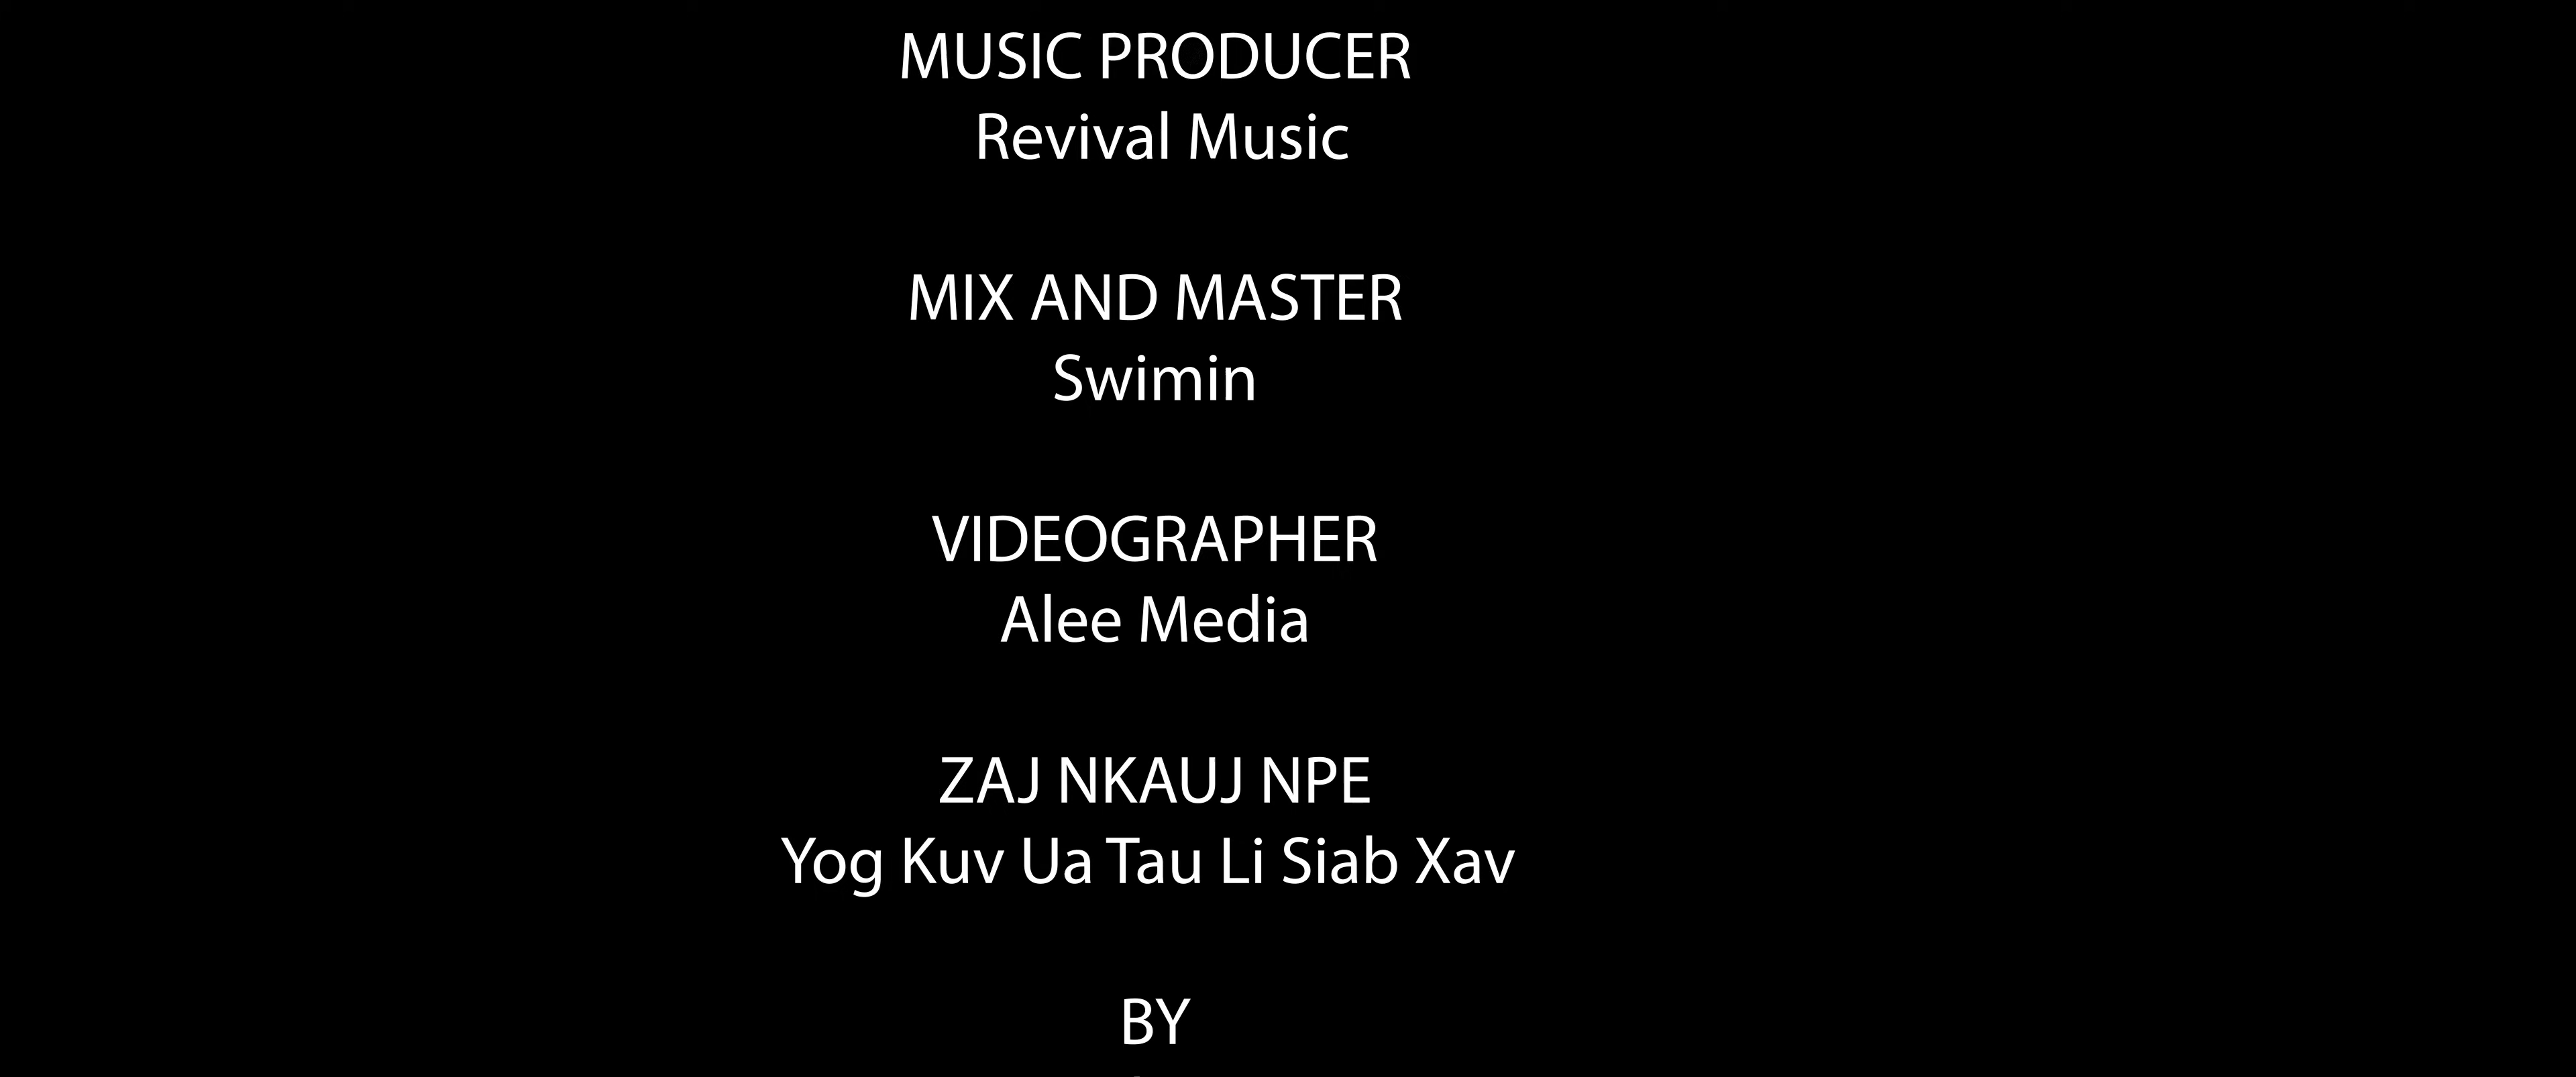 MUSIC PRODUCER
Revival Music
MIX AND MASTER
Swimin
VIDEOGRAPHER
Alee Media
ZAJ NKAUJ NPE
Yog Kuv Ua Tau Li Siab Xav
BY